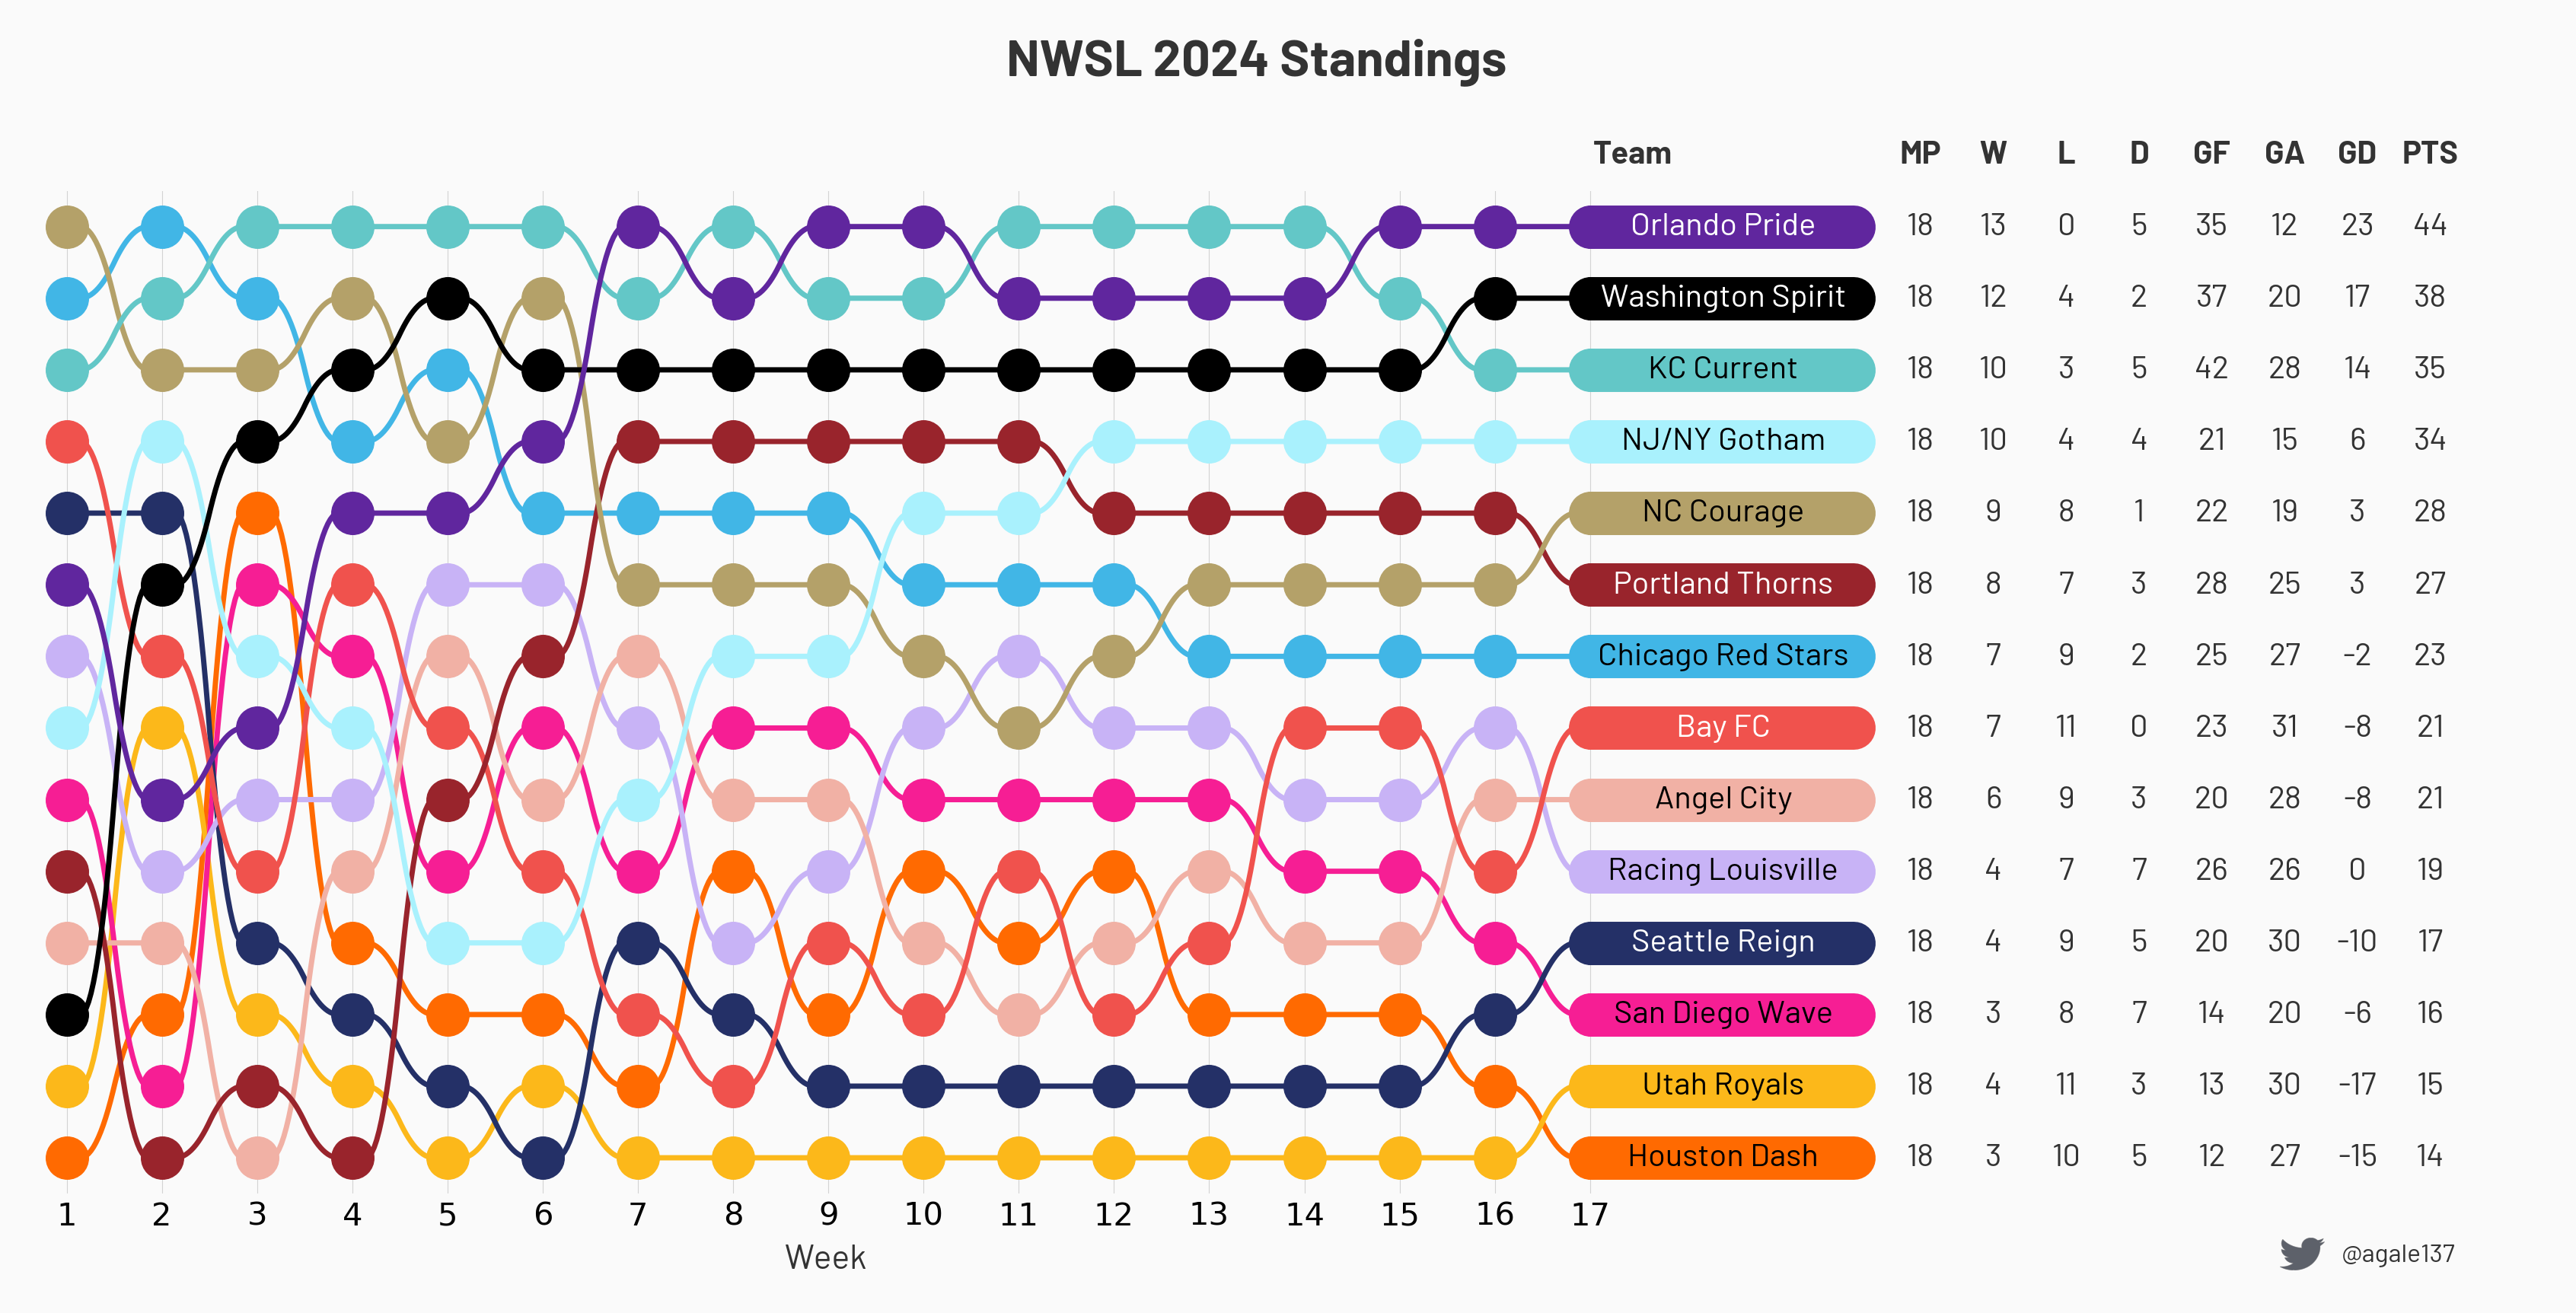 NWSL 2024 Standings
Team MP W L D GF GA GD PTS
Orlando Pride 18 13 0 5 35 12 23 44
Washington Spirit 18 12 4 2 37 20 17 38
KC Current 18 10 3 5 42 28 14 35
NJ/NY Gotham 18 10 4 4 21 15 6 34
NC Courage 18 9 8 1 22 19 3 28
Portland Thorns 18 8 7 3 28 25 3 27
Chicago Red Stars 18 7 9 2 25 27 -2 23
Bay FC 18 7 11 0 23 31 -8 21
Angel City 18 6 9 3 20 28 -8 21
Racing Louisville 18 4 7 7 26 26 0 19
Seattle Reign 18 4 9 5 20 30 -10 17
San Diego Wave 18 3 8 7 14 20 -6 16
Utah Royals 18 4 11 3 13 30 -17 15
Houston Dash 18 3 10 5 12 27 -15 14
1 2 3 4 5 6 7 8 9 10 11 12 13 14 15 16 17
Week
@agale137